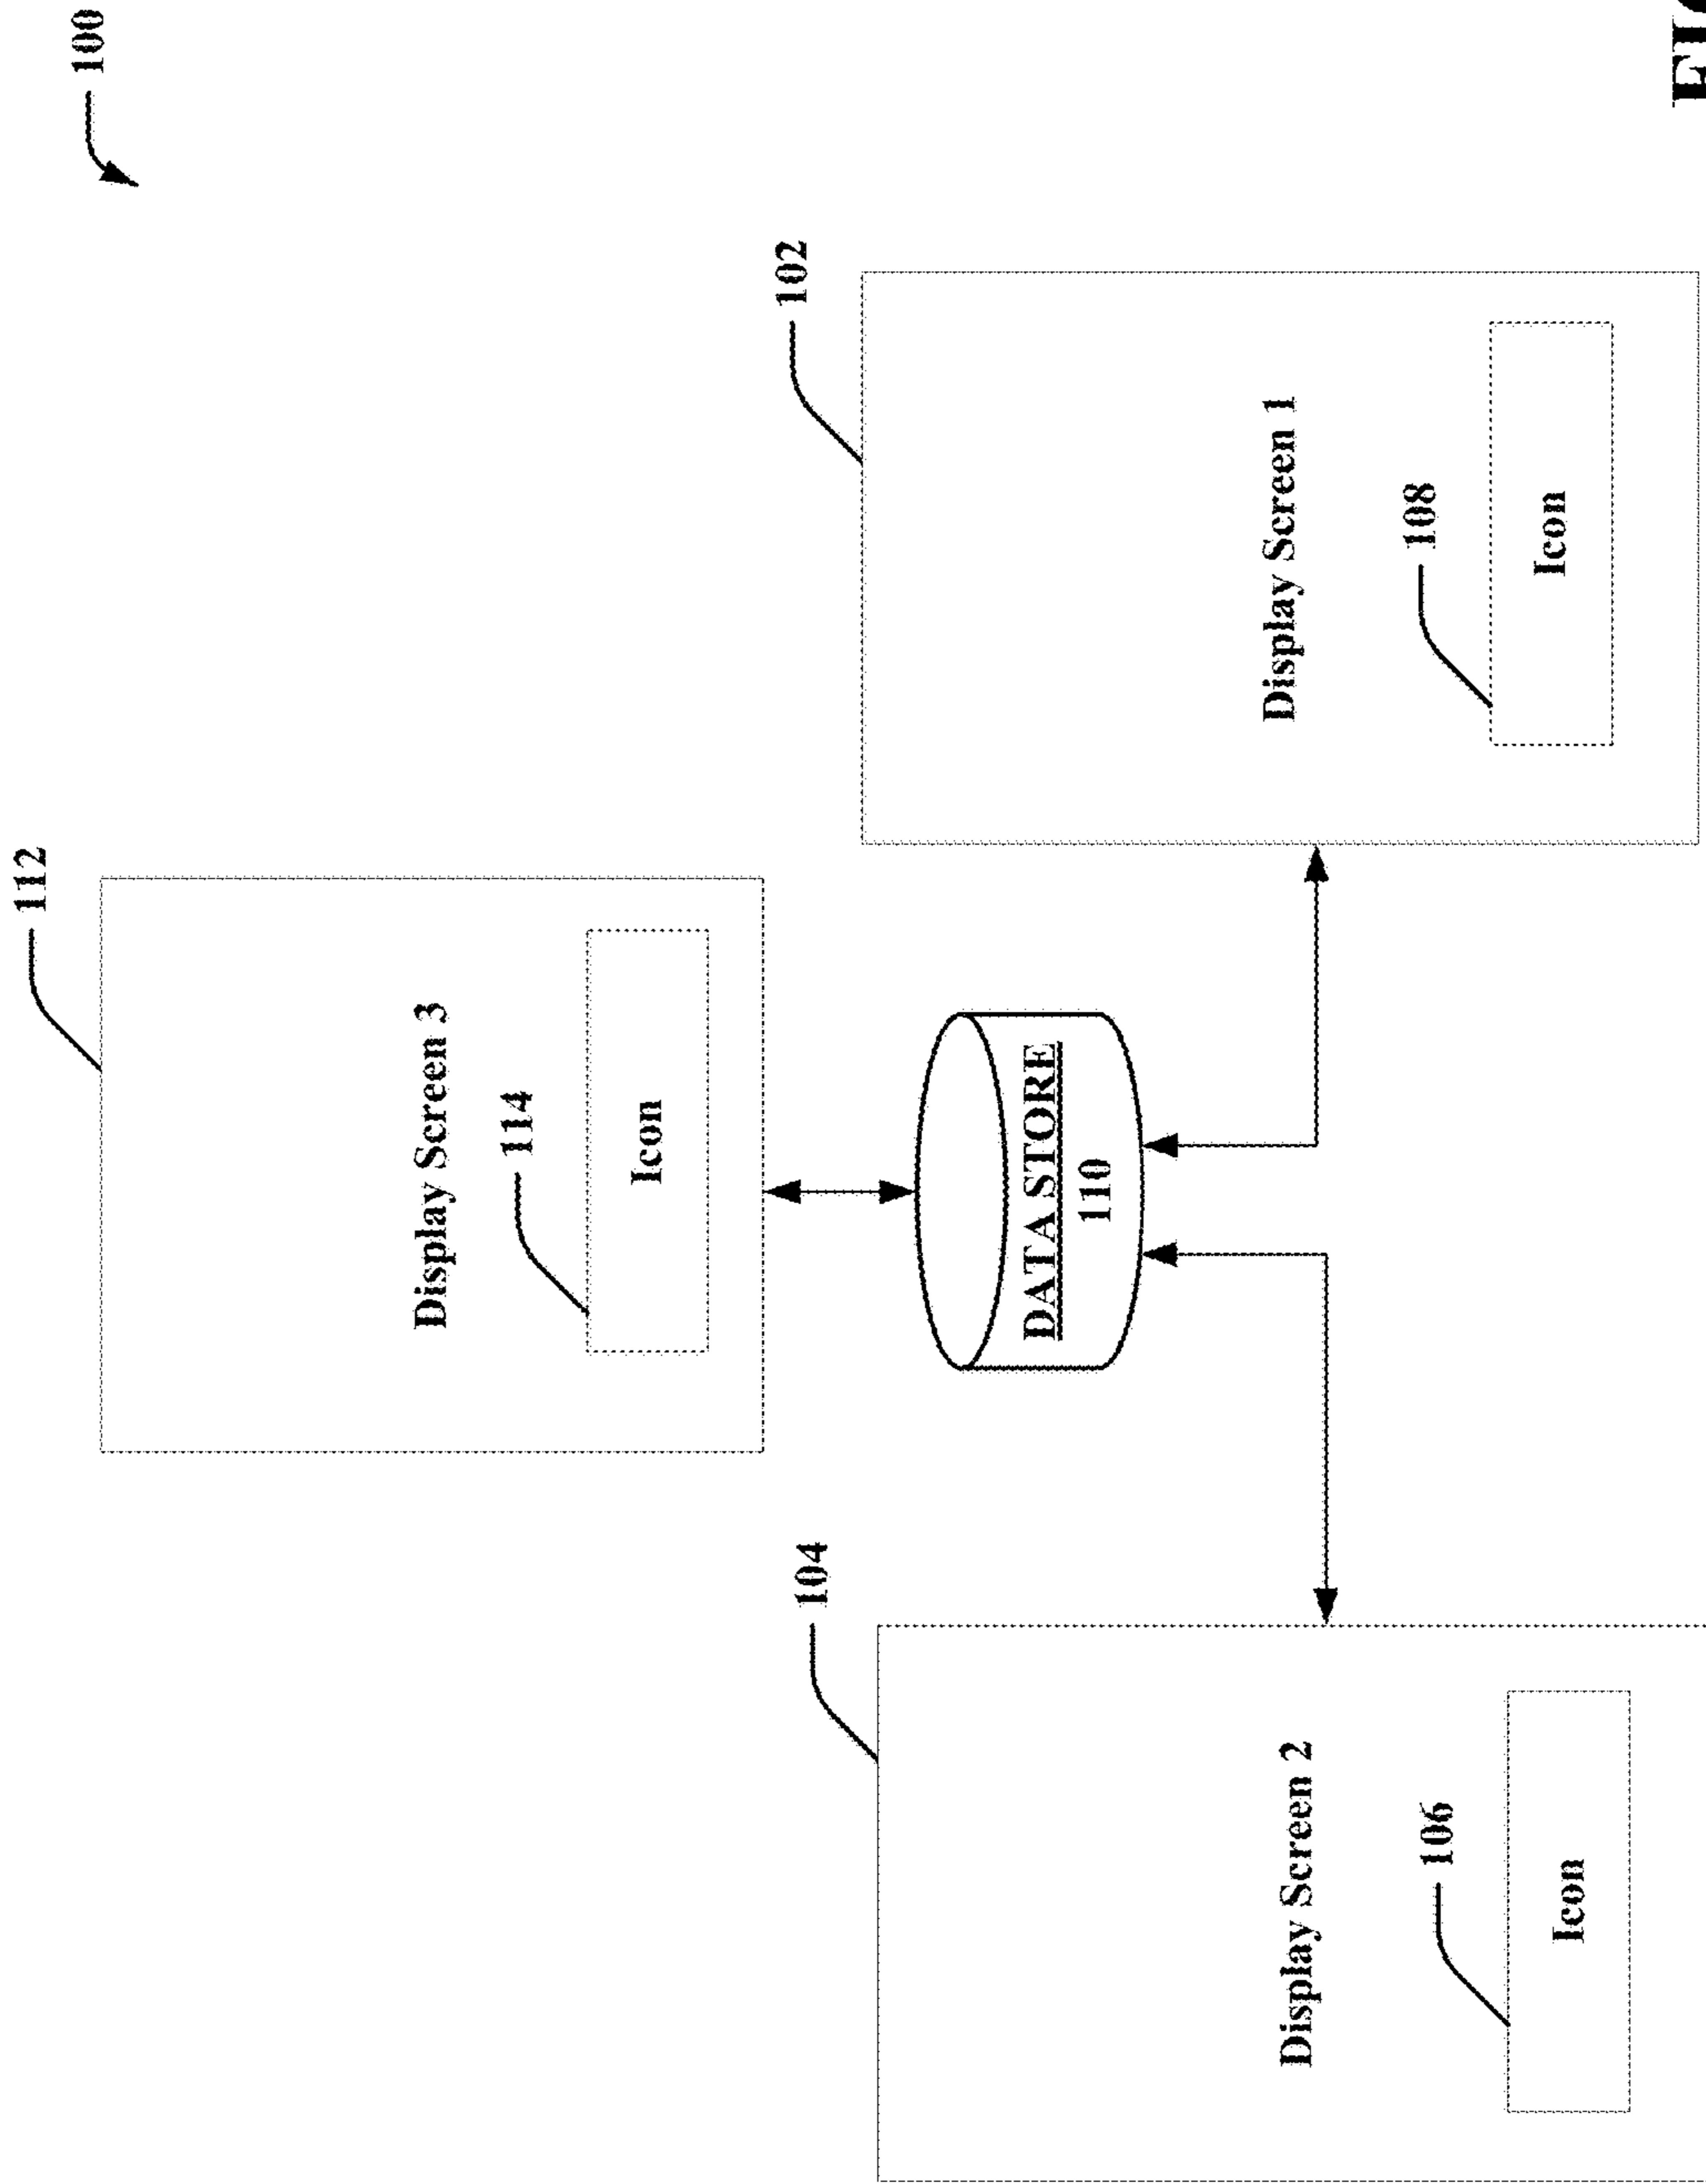 100
112
Display Screen 3
114
Icon
DATA STORE
110
104
Display Screen 2
106
Icon
102
Display Screen 1
108
Icon